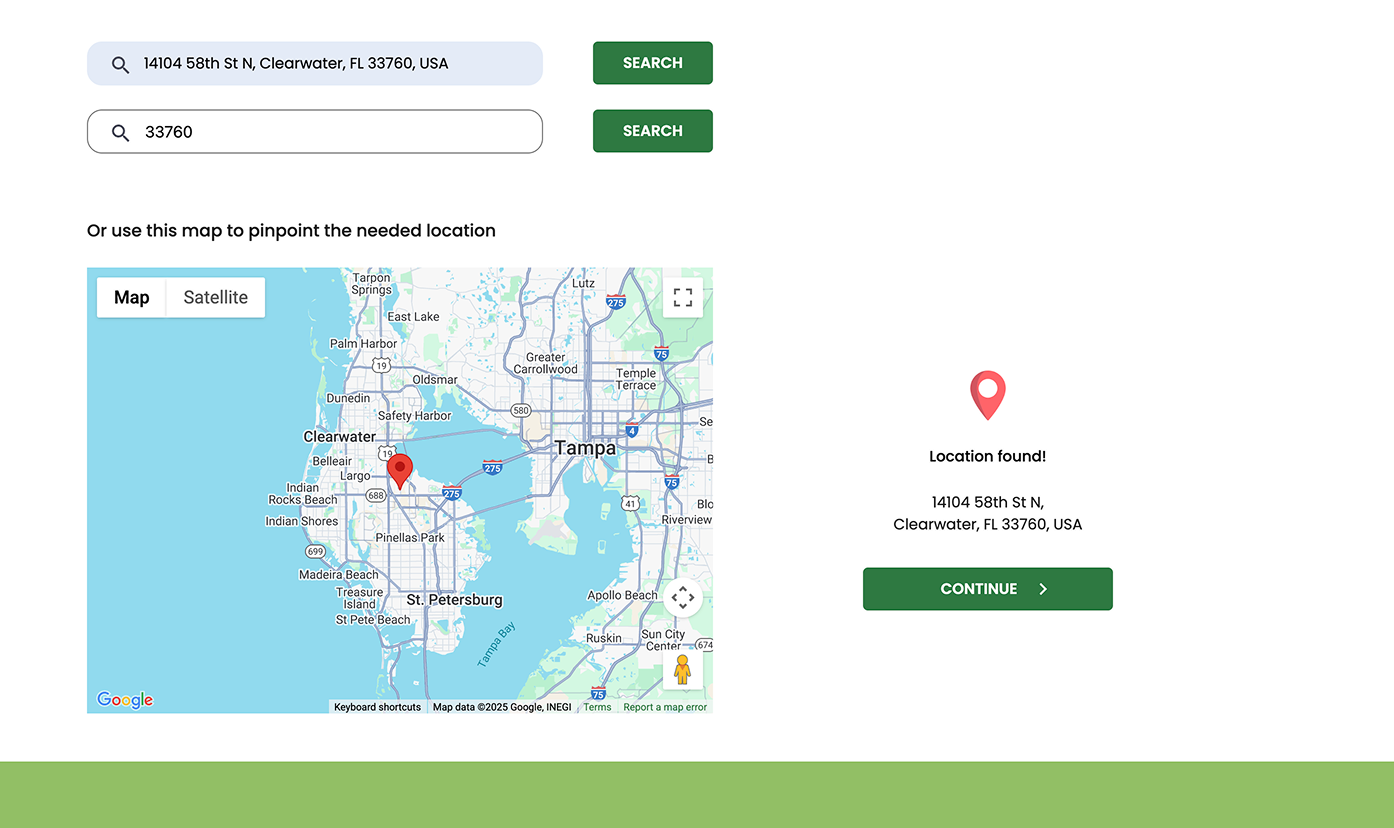 14104 58th St N, Clearwater, FL 33760, USA
SEARCH
33760
SEARCH
Or use this map to pinpoint the needed location
Map
Satellite
Tarpon
Springs
Lutz
275
East Lake
Palm Harbor
19
75
Greater
Carrollwood
Oldsmar
Temple
Terrace
Dunedin
580
Safety Harbor
Se
4
Clearwater
19
Tampa
Belleair
275
B
Largo
75
Indian
Rocks Beach
688
275
41
Blo
Riverview
Indian Shores
Pinellas Park
699
Madeira Beach
Treasure
Island
St. Petersburg
Apollo Beach
St Pete Beach
Tampa Bay
Ruskin
Sun City
Center
674
75
Google
Keyboard shortcuts
Map data ©2025 Google, INEGI
Terms
Report a map error
Location found!
14104 58th St N,
Clearwater, FL 33760, USA
CONTINUE